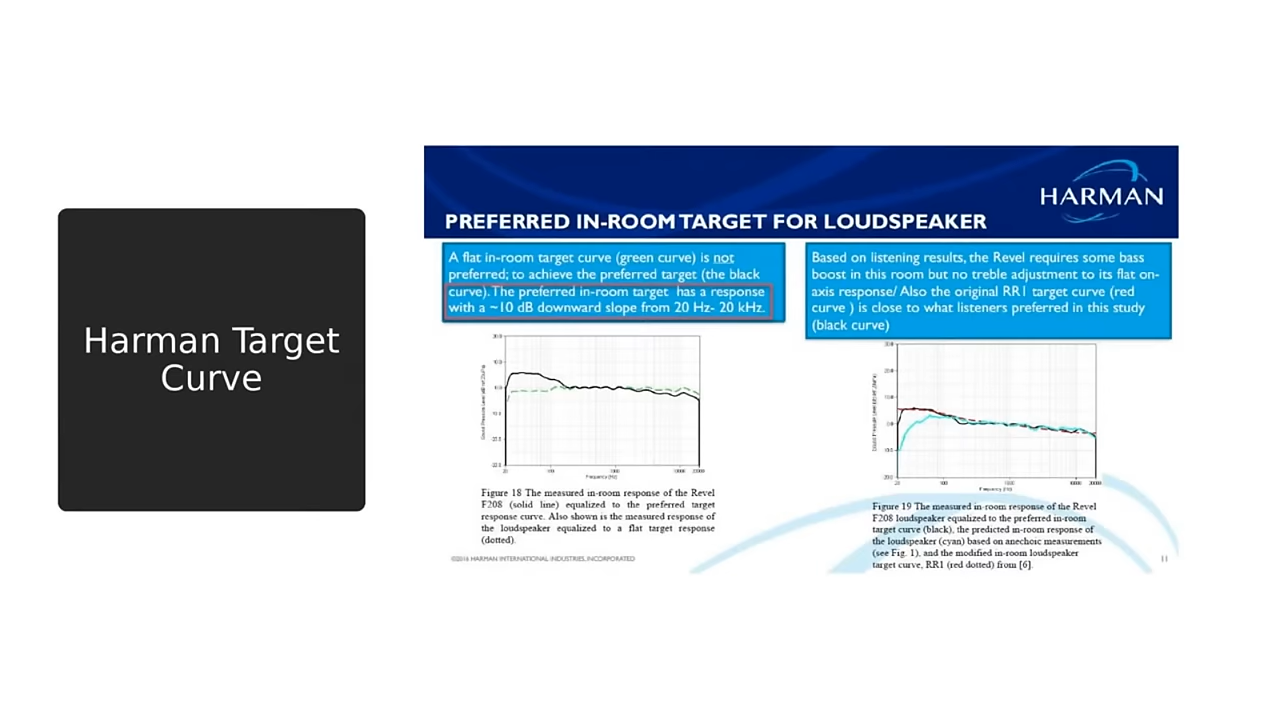 Harman Target
Curve
HARMAN
PREFERRED IN-ROOM TARGET FOR LOUDSPEAKER
A flat in-room target curve (green curve) is not
preferred; to achieve the preferred target (the black
curve). The preferred in-room target has a response
with a ~10 dB downward slope from 20 Hz- 20 kHz.
Based on listening results, the Revel requires some bass
boost in this room but no treble adjustment to its flat on-
axis response/ Also the original RR1 target curve (red
curve ) is close to what listeners preferred in this study
(black curve)
Frequency (Hz)
Figure 18 The measured in-room response of the Revel
F208 (solid line) equalized to the preferred target
response curve. Also shown is the measured response of
the loudspeaker equalized to a flat target response
(dotted).
Frequency (Hz)
Figure 19 The measured in-room response of the Revel
F208 loudspeaker equalized to the preferred in-room
target curve (black), the predicted in-room response of
the loudspeaker (cyan) based on anechoic measurements
(see Fig. 1), and the modified in-room loudspeaker
target curve, RR1 (red dotted) from [6].
©2016 HARMAN INTERNATIONAL INDUSTRIES, INCORPORATED
11